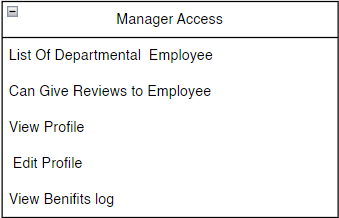 Manager Access
List Of Departmental Employee
Can Give Reviews to Employee
View Profile
Edit Profile
View Benifits log